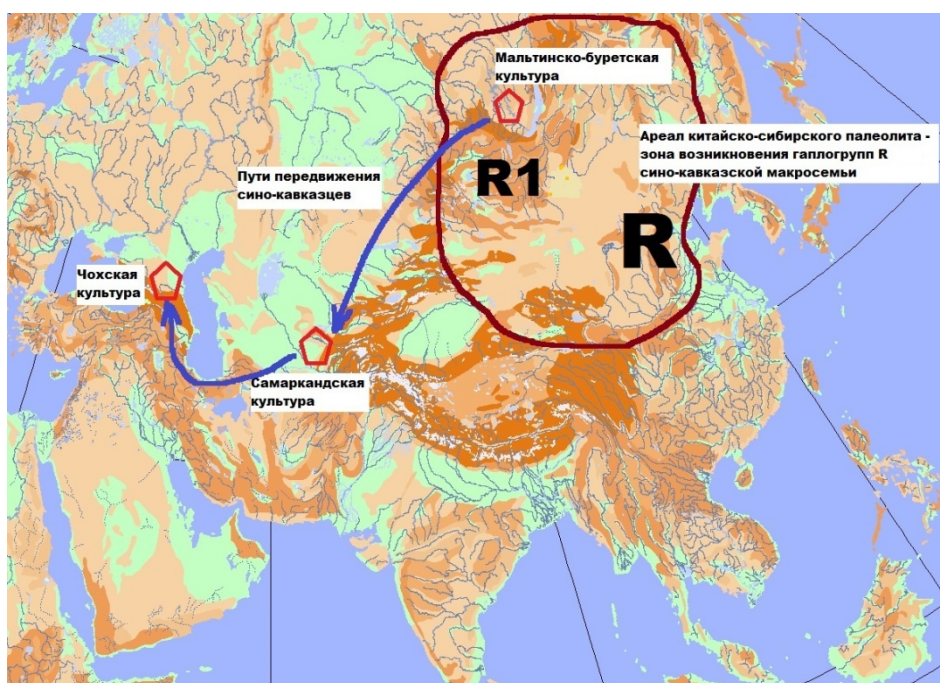 Мальтинско-буретская
культура
Ареал китайско-сибирского палеолита -
зона возникновения гаплогрупп R
сино-кавказской макросемьи
Пути передвижения
сино-кавказцев
R1
R
Чохская
культура
Самаркандская
культура